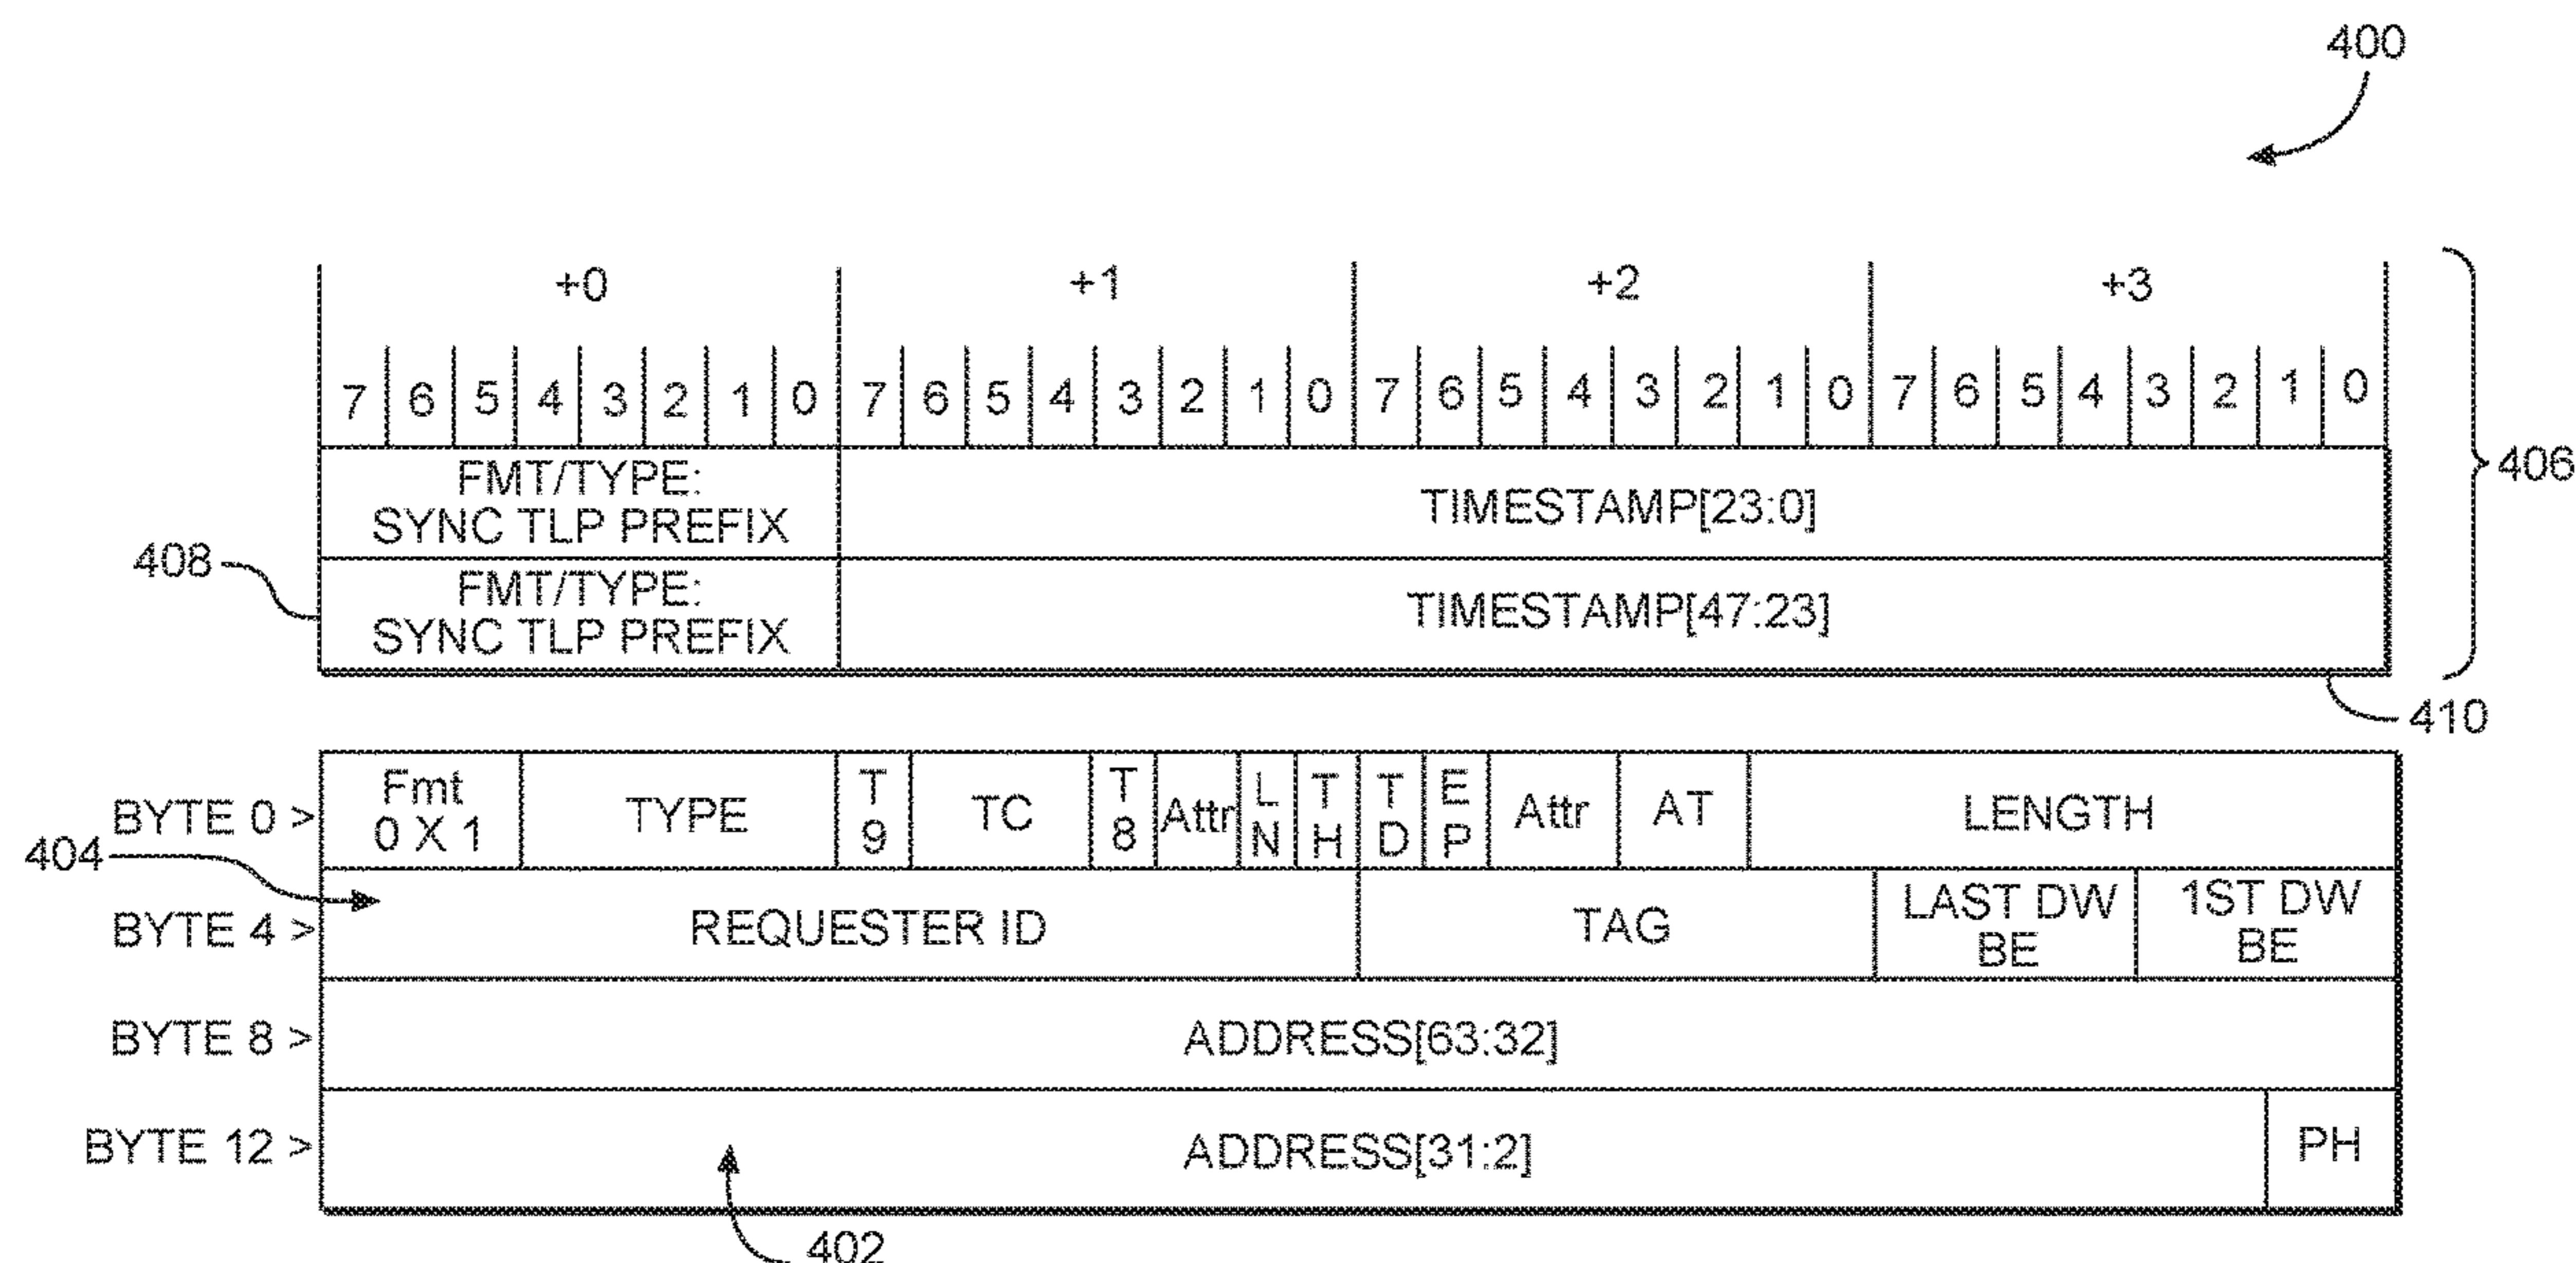 400
+0 +1 +2 +3
7 6 5 4 3 2 1 0 7 6 5 4 3 2 1 0 7 6 5 4 3 2 1 0 7 6 5 4 3 2 1 0
406
FMT/TYPE:
SYNC TLP PREFIX
TIMESTAMP[23:0]
408
FMT/TYPE:
SYNC TLP PREFIX
TIMESTAMP[47:23]
410
BYTE 0 >
Fmt
0 X 1
TYPE
T
9
TC
T
8
Attr
L
N
T
H
T
D
E
P
Attr
AT
LENGTH
404
BYTE 4 >
REQUESTER ID
TAG
LAST DW
BE
1ST DW
BE
BYTE 8 >
ADDRESS[63:32]
BYTE 12 >
ADDRESS[31:2]
PH
402